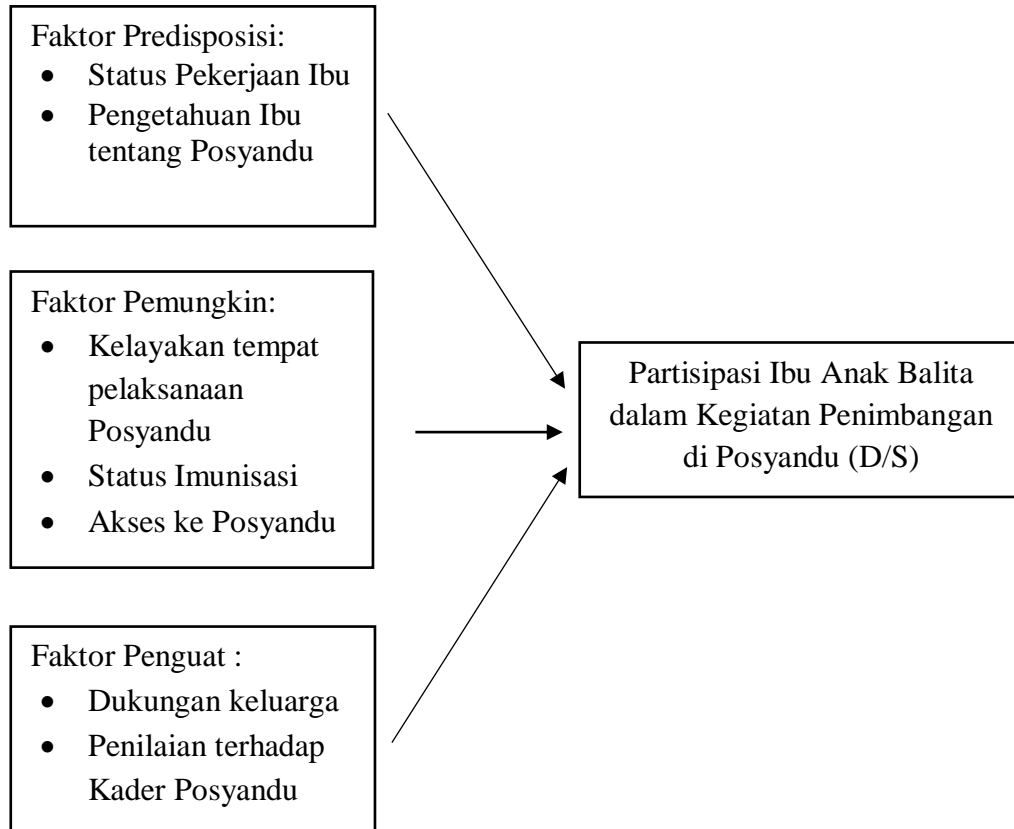 Faktor Predisposisi:
• Status Pekerjaan Ibu
• Pengetahuan Ibu
tentang Posyandu
Faktor Pemungkin:
• Kelayakan tempat
pelaksanaan
Posyandu
• Status Imunisasi
• Akses ke Posyandu
Faktor Penguat :
• Dukungan keluarga
• Penilaian terhadap
Kader Posyandu
Partisipasi Ibu Anak Balita
dalam Kegiatan Penimbangan
di Posyandu (D/S)